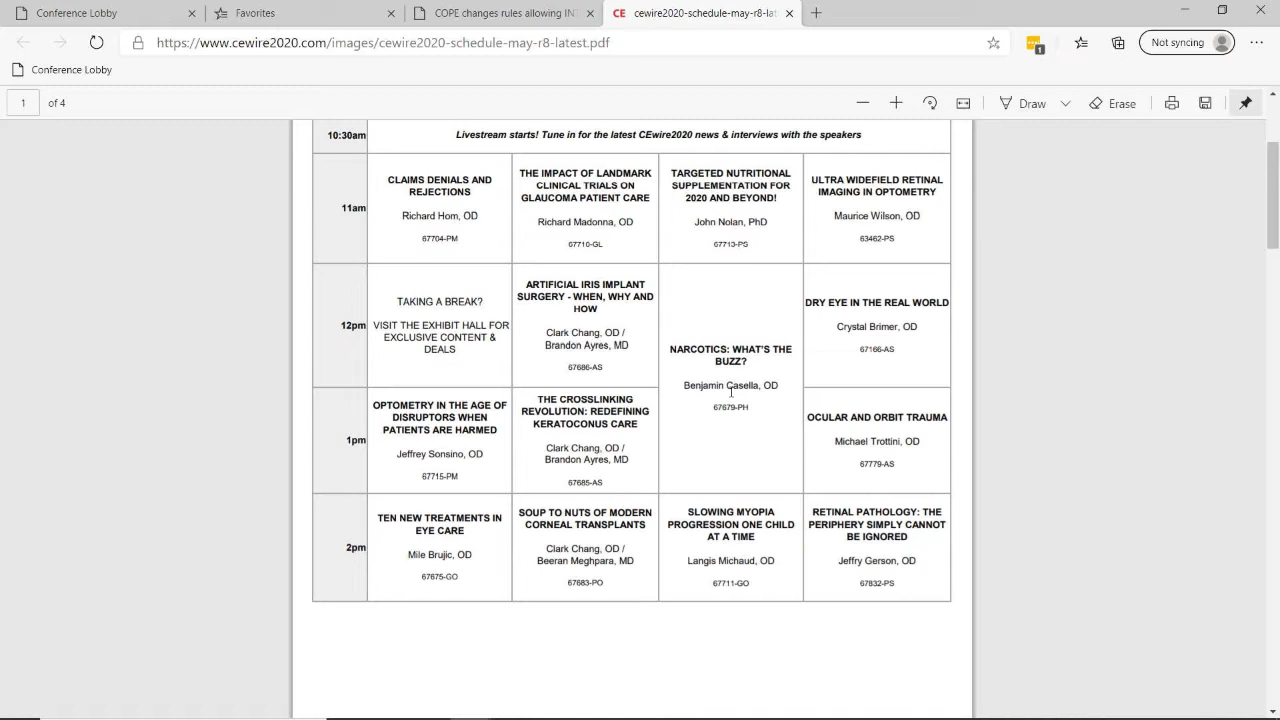 Conference Lobby
Favorites
COPE changes rules allowing INT
CE cewire2020-schedule-may-r8-lat
https://www.cewire2020.com/images/cewire2020-schedule-may-r8-latest.pdf
1
Not syncing
Conference Lobby
1 of 4
Draw
Erase
10:30am
Livestream starts! Tune in for the latest CEwire2020 news & interviews with the speakers
11am
CLAIMS DENIALS AND
REJECTIONS
Richard Hom, OD
67704-PM
THE IMPACT OF LANDMARK
CLINICAL TRIALS ON
GLAUCOMA PATIENT CARE
Richard Madonna, OD
67710-GL
TARGETED NUTRITIONAL
SUPPLEMENTATION FOR
2020 AND BEYOND!
John Nolan, PhD
67713-PS
ULTRA WIDEFIELD RETINAL
IMAGING IN OPTOMETRY
Maurice Wilson, OD
63462-PS
12pm
TAKING A BREAK?
VISIT THE EXHIBIT HALL FOR
EXCLUSIVE CONTENT &
DEALS
ARTIFICIAL IRIS IMPLANT
SURGERY - WHEN, WHY AND
HOW
Clark Chang, OD /
Brandon Ayres, MD
67686-AS
NARCOTICS: WHAT'S THE
BUZZ?
Benjamin Casella, OD
67679-PH
DRY EYE IN THE REAL WORLD
Crystal Brimer, OD
67166-AS
1pm
OPTOMETRY IN THE AGE OF
DISRUPTORS WHEN
PATIENTS ARE HARMED
Jeffrey Sonsino, OD
67715-PM
THE CROSSLINKING
REVOLUTION: REDEFINING
KERATOCONUS CARE
Clark Chang, OD /
Brandon Ayres, MD
67685-AS
OCULAR AND ORBIT TRAUMA
Michael Trottini, OD
67779-AS
2pm
TEN NEW TREATMENTS IN
EYE CARE
Mile Brujic, OD
67675-GO
SOUP TO NUTS OF MODERN
CORNEAL TRANSPLANTS
Clark Chang, OD /
Beeran Meghpara, MD
67683-PO
SLOWING MYOPIA
PROGRESSION ONE CHILD
AT A TIME
Langis Michaud, OD
67711-GO
RETINAL PATHOLOGY: THE
PERIPHERY SIMPLY CANNOT
BE IGNORED
Jeffry Gerson, OD
67832-PS